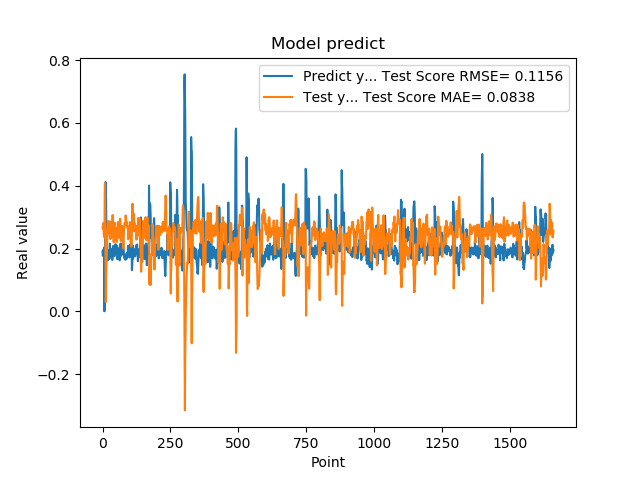 Model predict
Predict y... Test Score RMSE= 0.1156
Test y... Test Score MAE= 0.0838
Real value
0.8
0.6
0.4
0.2
0.0
−0.2
0 250 500 750 1000 1250 1500
Point